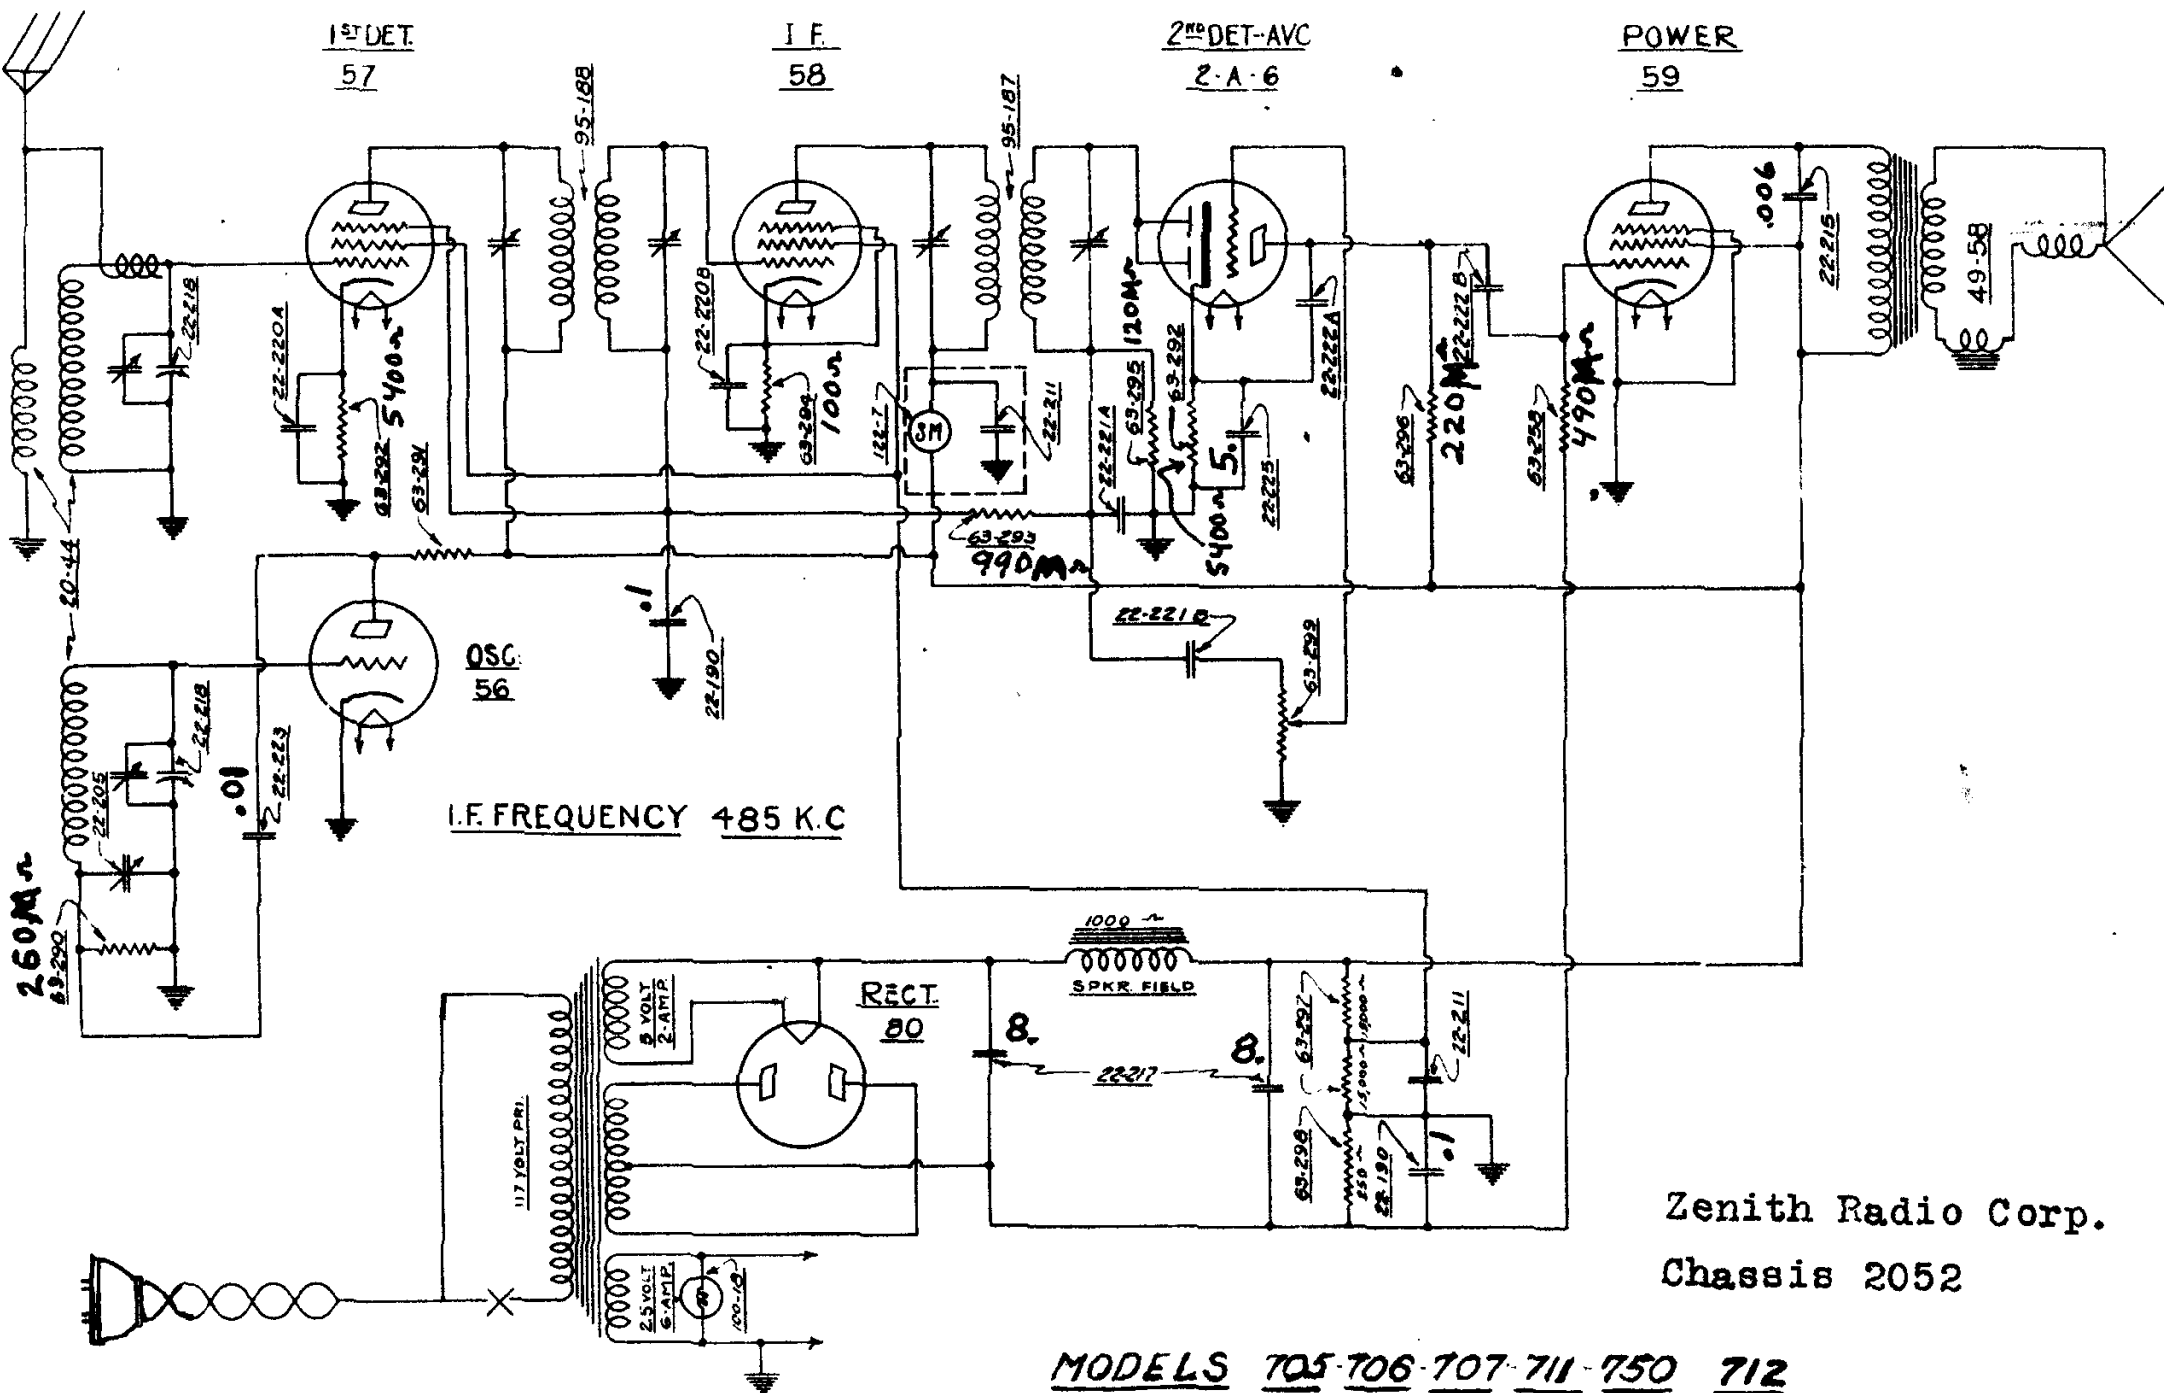 1ST DET.
57
I F.
58
2ND DET-AVC
2-A-6
POWER
59
95-188
95-187
22-218
22-220A
5400Ω
63-292
63-291
22-220B
63-284
100Ω
122-7
SM
22-211
120MΩ
63-295
63-292
22-221A
5400Ω
5.
22-225
22-222A
22-222B
63-296
220MΩ
63-258
490MΩ
.006
22-215
49-58
63-293
990MΩ
20-44
OSC.
56
.1
22-190
22-221B
63-299
22-218
22-205
.01
22-223
260MΩ
63-290
I.F. FREQUENCY 485 K.C
1000 ~
SPKR. FIELD
5 VOLT
2-AMP.
RECT.
80
8.
22-217
8.
63-297
15,000 ~
22-211
63-298
250 ~
22-190
.1
117 VOLT PRI.
2.5 VOLT
6-AMP.
100-18
Zenith Radio Corp.
Chassis 2052
MODELS 705-706-707-711-750 712